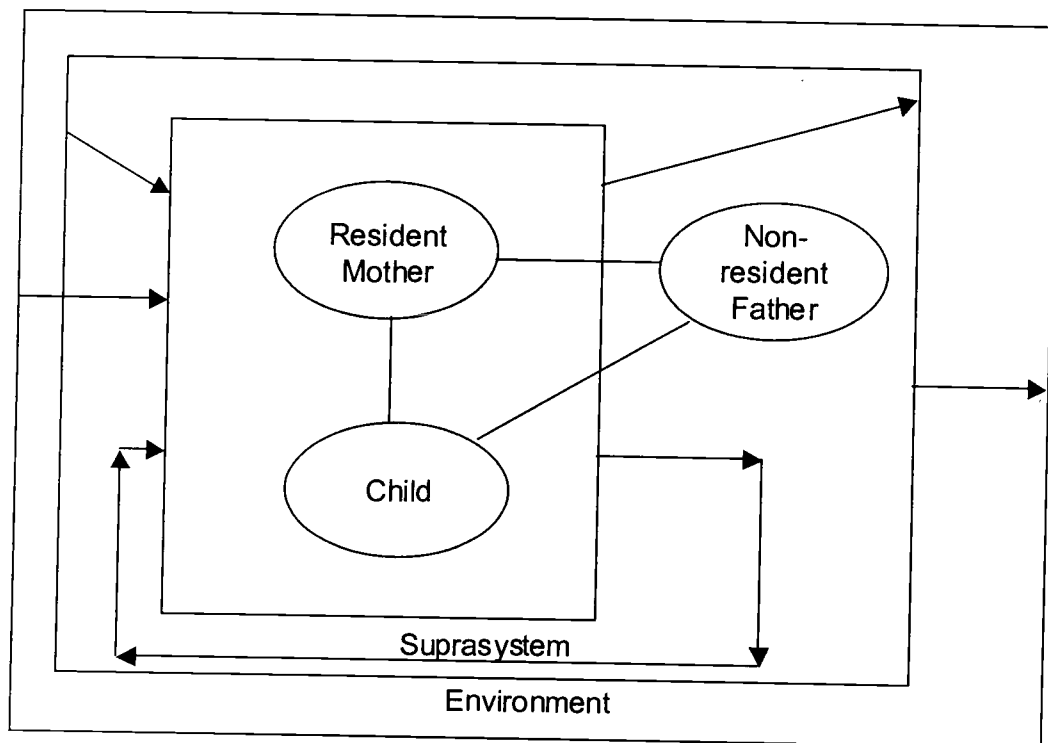 Resident
Mother
Non-
resident
Father
Child
Suprasystem
Environment